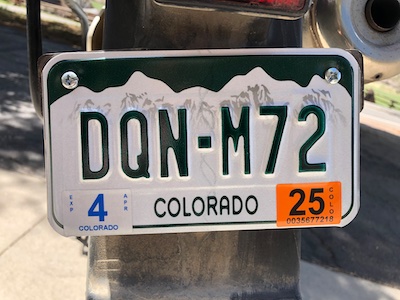 DQN-M72
EXP 4 APR
COLORADO
COLORADO
25 COLO
0035677218